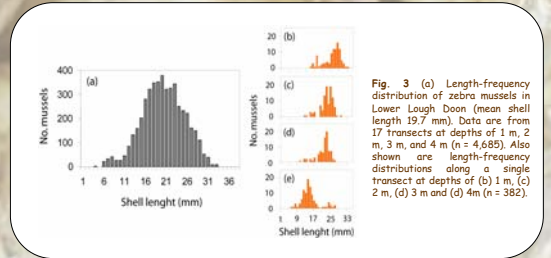 400
300
200
100
0
No. mussels
(a)
1 6 11 16 21 26 31 36
Shell lenght (mm)
20
10
0
(b)
20
10
0
(c)
No. mussels
20
10
0
(d)
20
10
0
(e)
1 9 17 25 33
Shell lenght (mm)
Fig. 3 (a) Length-frequency
distribution of zebra mussels in
Lower Lough Doon (mean shell
length 19.7 mm). Data are from
17 transects at depths of 1 m, 2
m, 3 m, and 4 m (n = 4,685). Also
shown are length-frequency
distributions along a single
transect at depths of (b) 1 m, (c)
2 m, (d) 3 m and (d) 4m (n = 382).